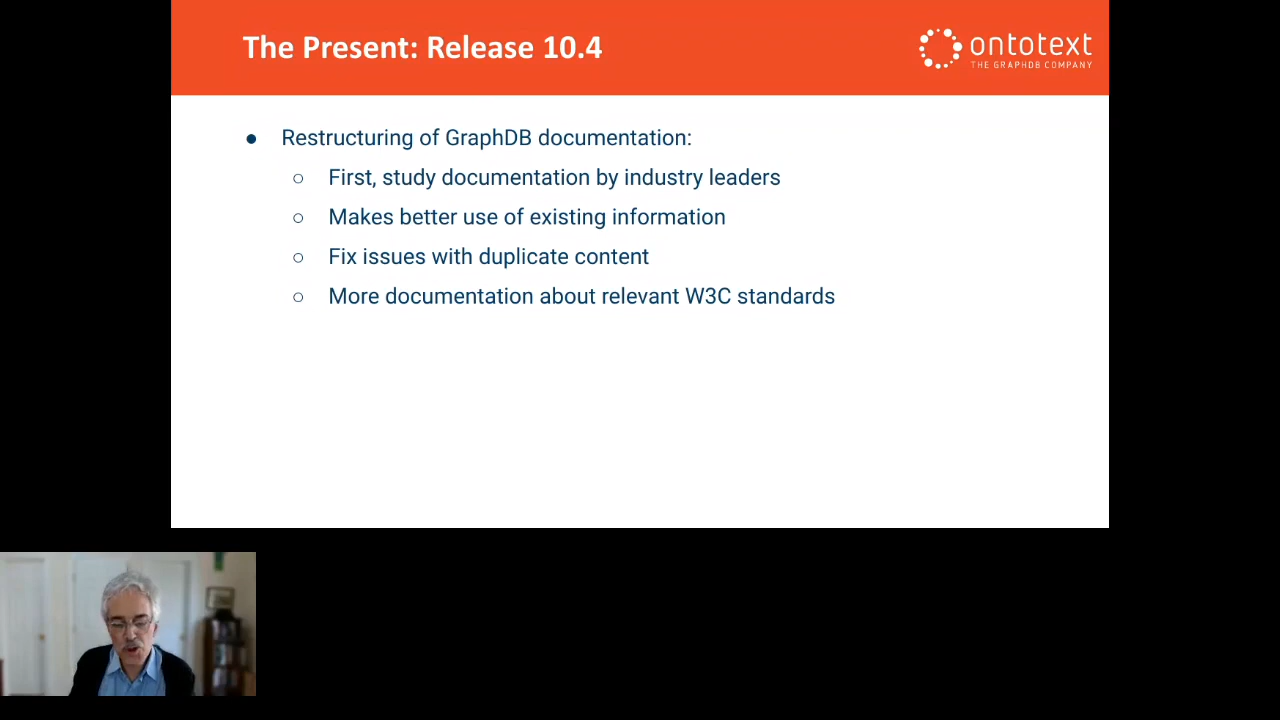 The Present: Release 10.4
ontotext
THE GRAPHDB COMPANY
● Restructuring of GraphDB documentation:
○ First, study documentation by industry leaders
○ Makes better use of existing information
○ Fix issues with duplicate content
○ More documentation about relevant W3C standards